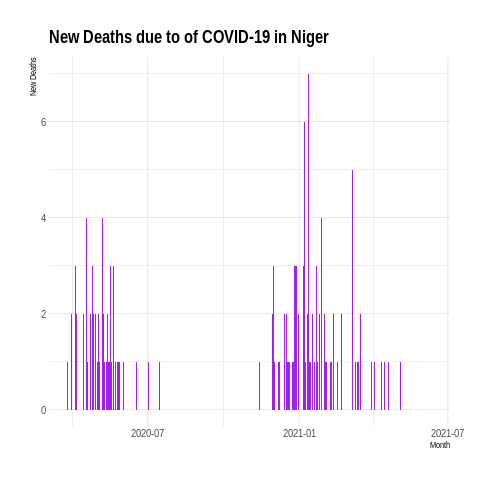 New Deaths due to of COVID-19 in Niger
New Deaths
6
4
2
0
2020-07 2021-01 2021-07
Month